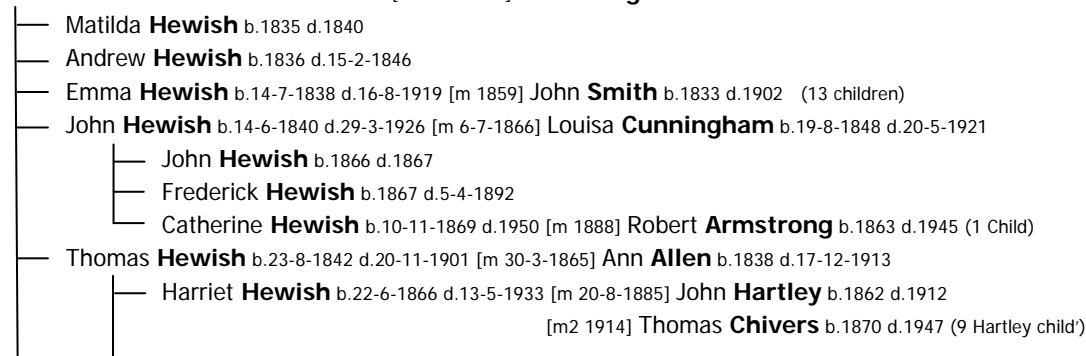 Matilda Hewish b.1835 d.1840
Andrew Hewish b.1836 d.15-2-1846
Emma Hewish b.14-7-1838 d.16-8-1919 [m 1859] John Smith b.1833 d.1902 (13 children)
John Hewish b.14-6-1840 d.29-3-1926 [m 6-7-1866] Louisa Cunningham b.19-8-1848 d.20-5-1921
John Hewish b.1866 d.1867
Frederick Hewish b.1867 d.5-4-1892
Catherine Hewish b.10-11-1869 d.1950 [m 1888] Robert Armstrong b.1863 d.1945 (1 Child)
Thomas Hewish b.23-8-1842 d.20-11-1901 [m 30-3-1865] Ann Allen b.1838 d.17-12-1913
Harriet Hewish b.22-6-1866 d.13-5-1933 [m 20-8-1885] John Hartley b.1862 d.1912
[m2 1914] Thomas Chivers b.1870 d.1947 (9 Hartley child')